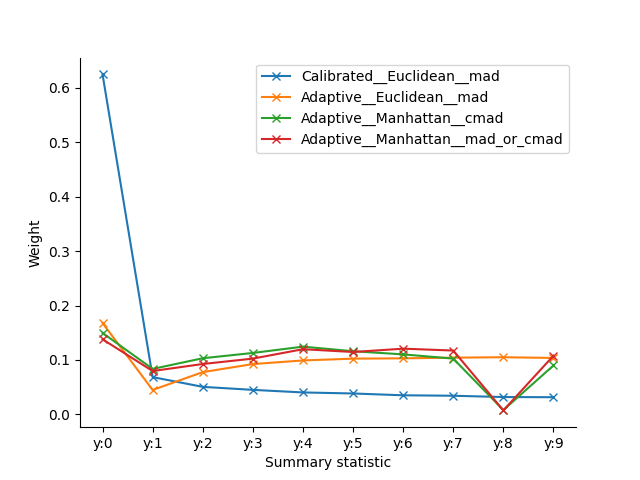 Calibrated__Euclidean__mad
Adaptive__Euclidean__mad
Adaptive__Manhattan__cmad
Adaptive__Manhattan__mad_or_cmad
0.6
0.5
0.4
0.3
0.2
0.1
0.0
Weight
y:0 y:1 y:2 y:3 y:4 y:5 y:6 y:7 y:8 y:9
Summary statistic